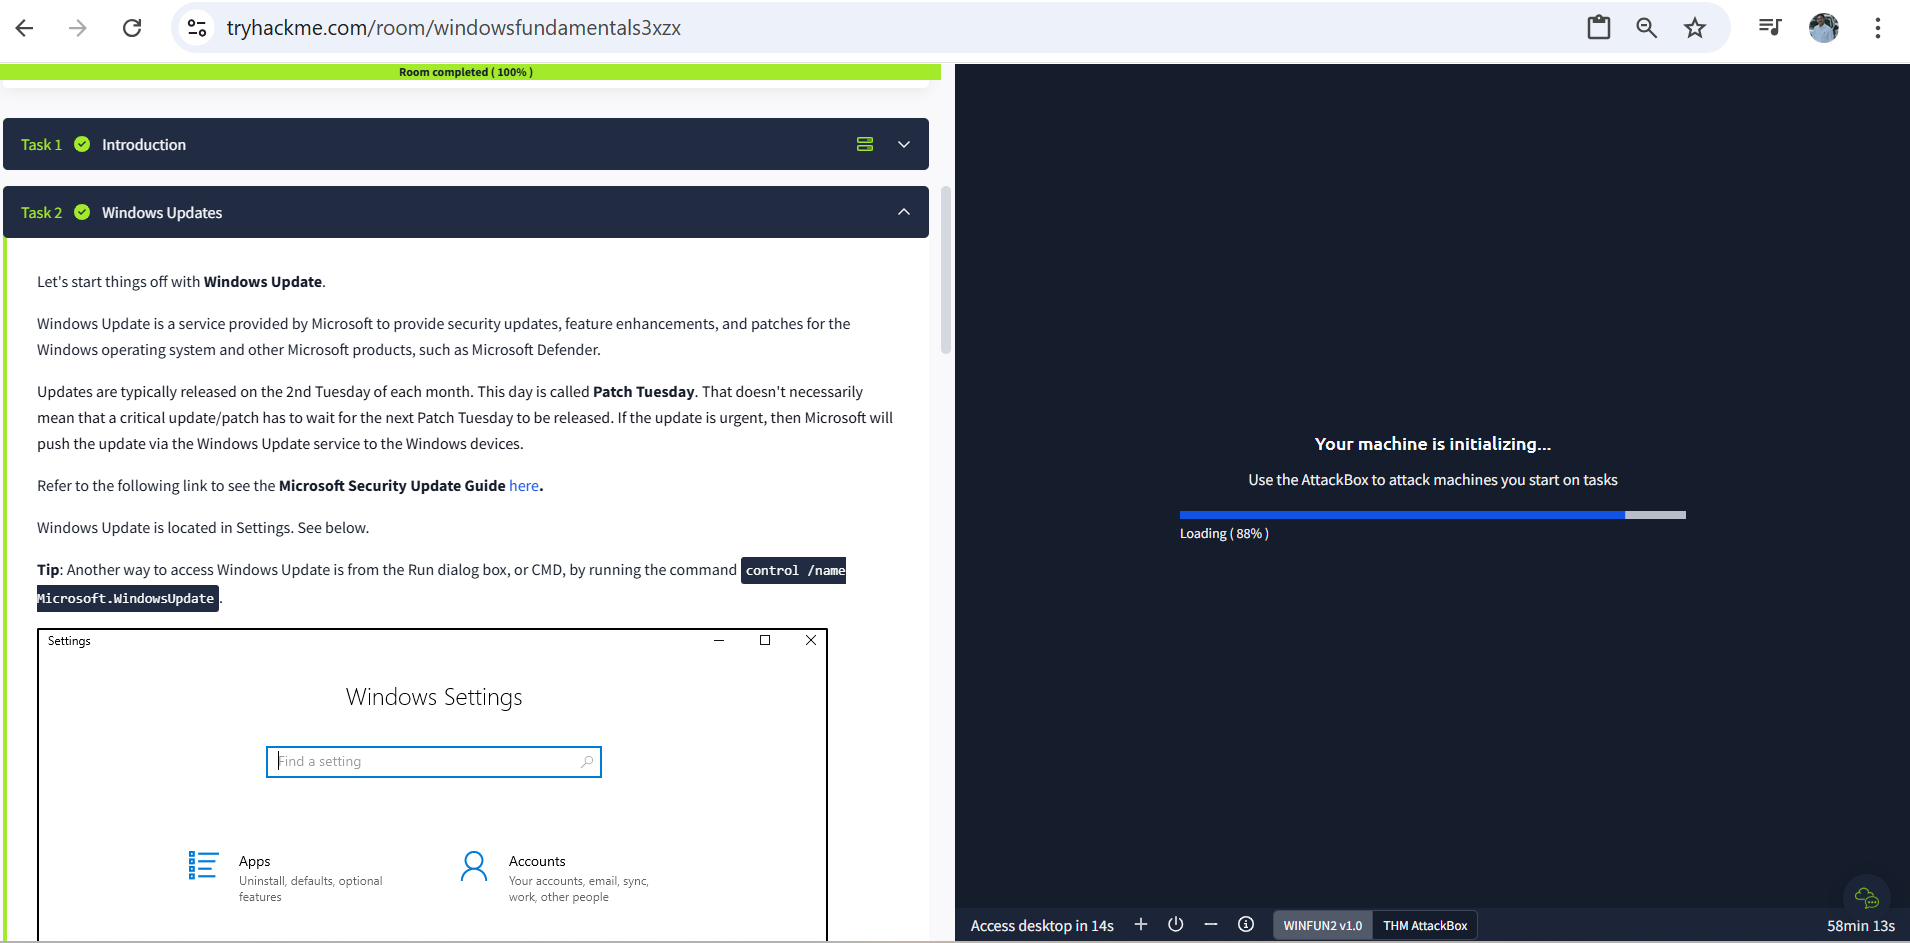 tryhackme.com/room/windowsfundamentals3xzx
Room completed ( 100% )
Task 1 Introduction
Task 2 Windows Updates
Let's start things off with Windows Update.
Windows Update is a service provided by Microsoft to provide security updates, feature enhancements, and patches for the
Windows operating system and other Microsoft products, such as Microsoft Defender.
Updates are typically released on the 2nd Tuesday of each month. This day is called Patch Tuesday. That doesn't necessarily
mean that a critical update/patch has to wait for the next Patch Tuesday to be released. If the update is urgent, then Microsoft will
push the update via the Windows Update service to the Windows devices.
Refer to the following link to see the Microsoft Security Update Guide here.
Windows Update is located in Settings. See below.
Tip: Another way to access Windows Update is from the Run dialog box, or CMD, by running the command control /name
Microsoft.WindowsUpdate.
Settings
Windows Settings
Find a setting
Apps
Uninstall, defaults, optional
features
Accounts
Your accounts, email, sync,
work, other people
Your machine is initializing...
Use the AttackBox to attack machines you start on tasks
Loading ( 88% )
Access desktop in 14s
WINFUN2 v1.0
THM AttackBox
58min 13s